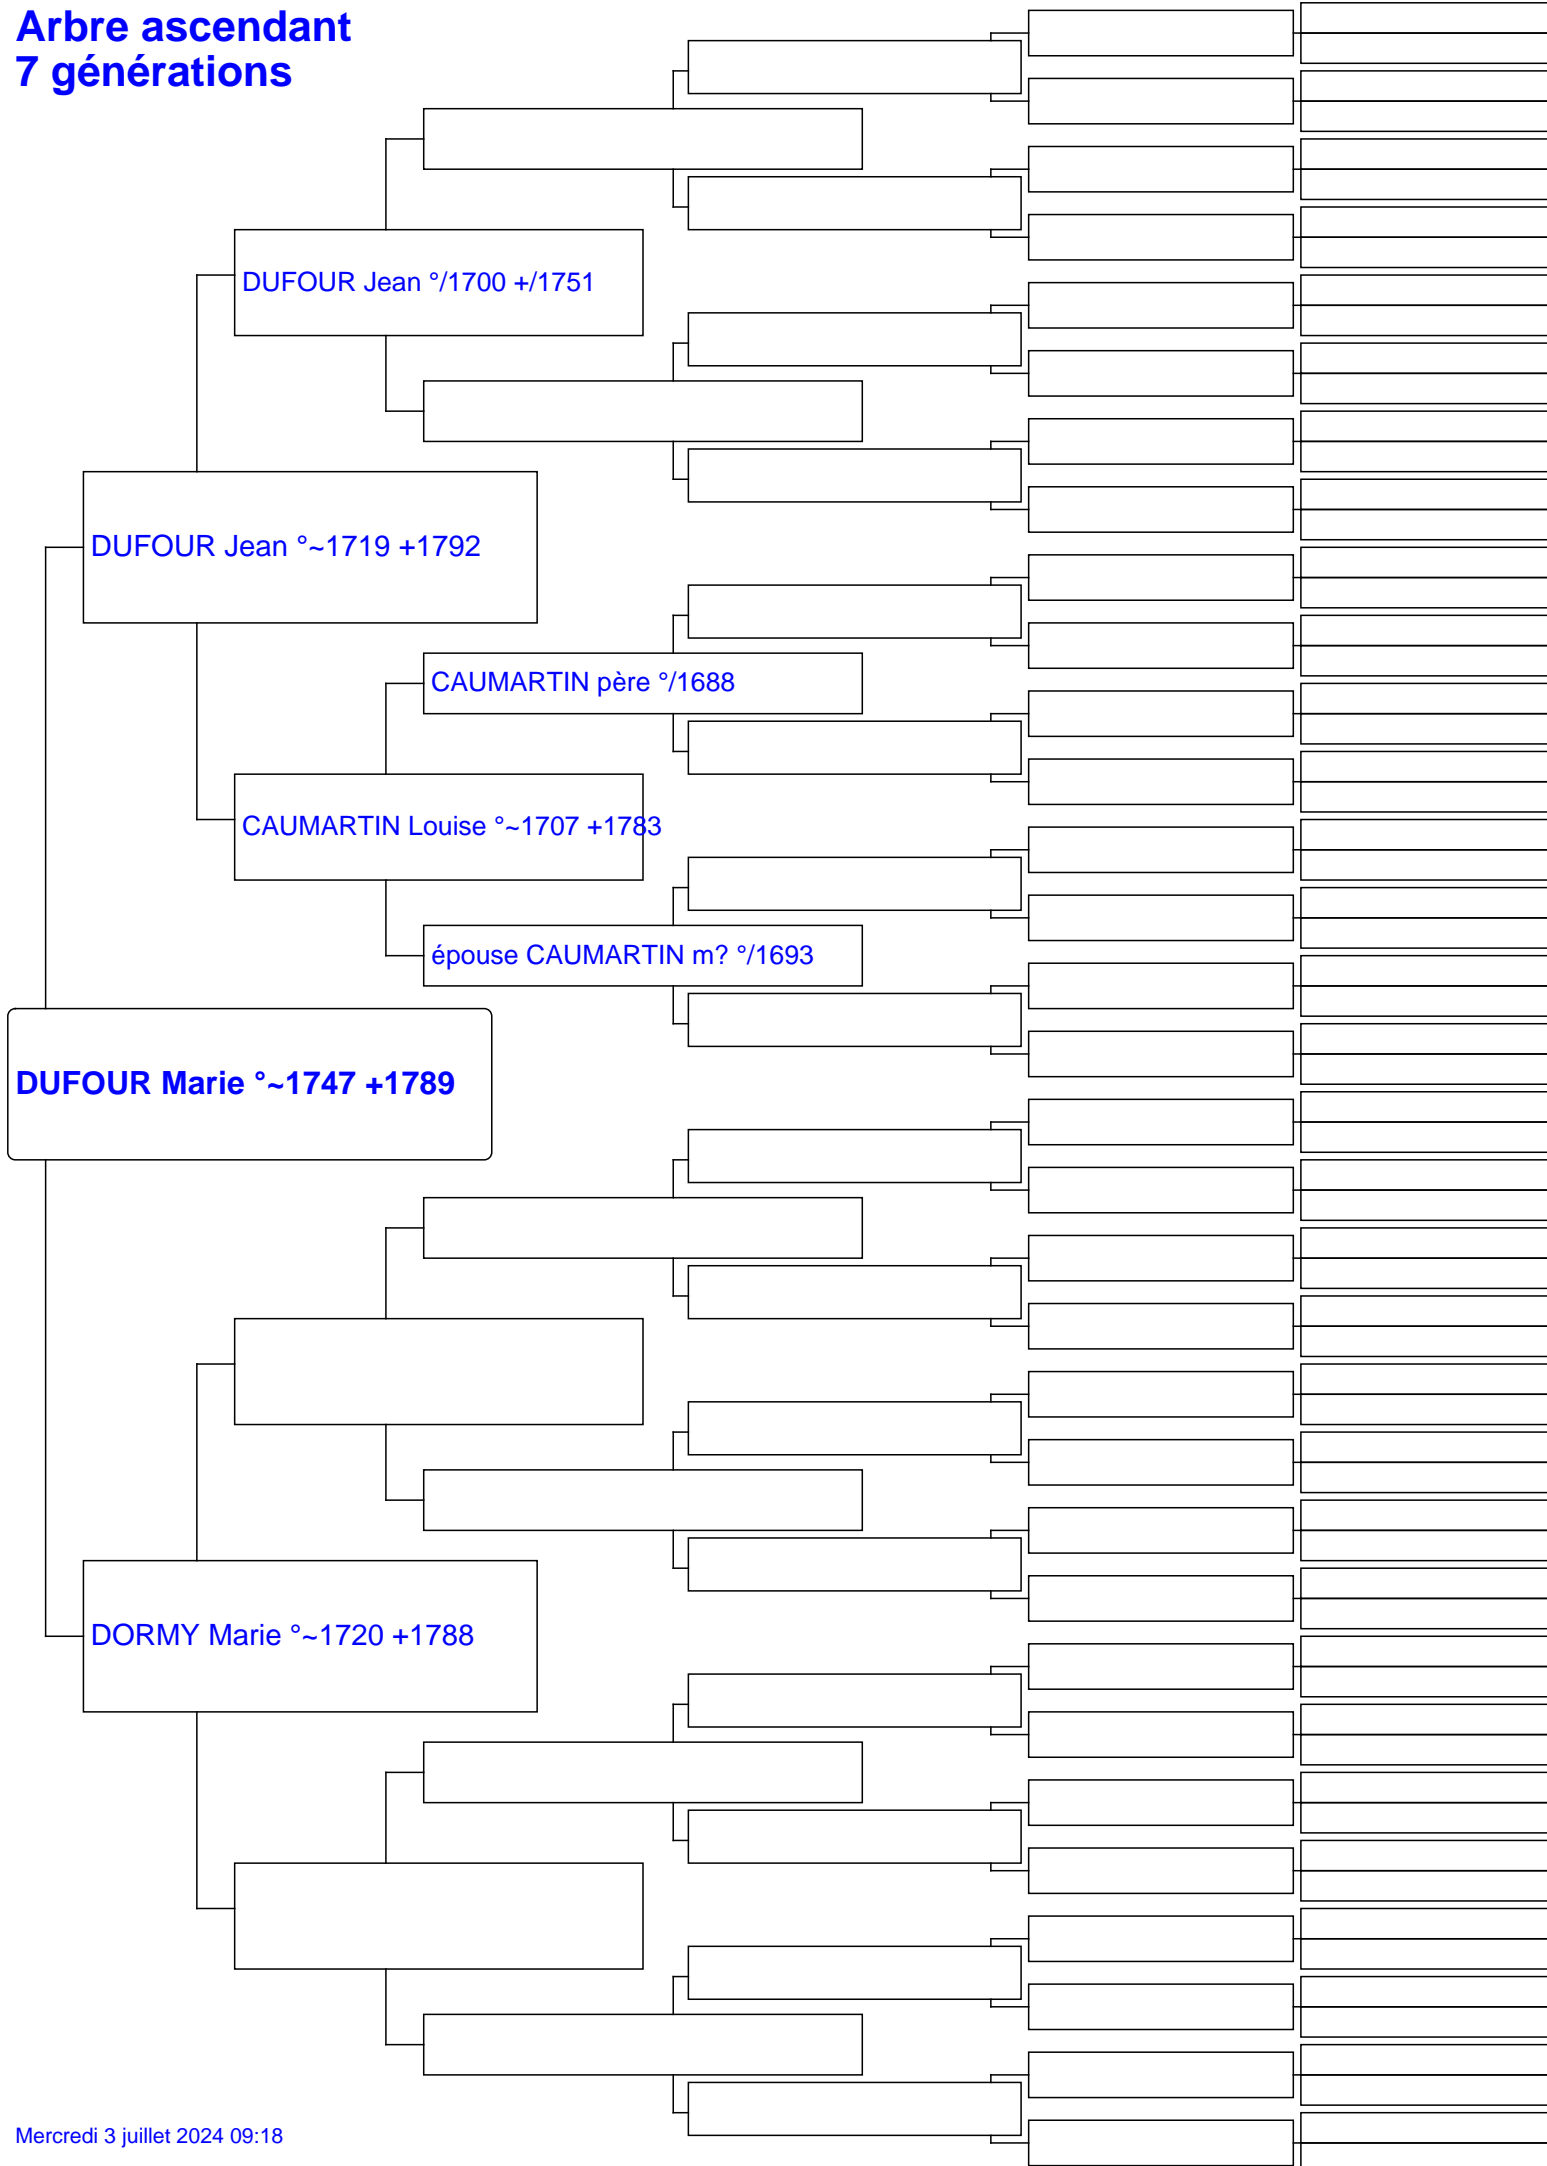 Arbre ascendant
7 générations
DUFOUR Jean °/1700 +/1751
DUFOUR Jean °~1719 +1792
CAUMARTIN père °/1688
CAUMARTIN Louise °~1707 +1783
épouse CAUMARTIN m? °/1693
DUFOUR Marie °~1747 +1789
DORMY Marie °~1720 +1788
Mercredi 3 juillet 2024 09:18